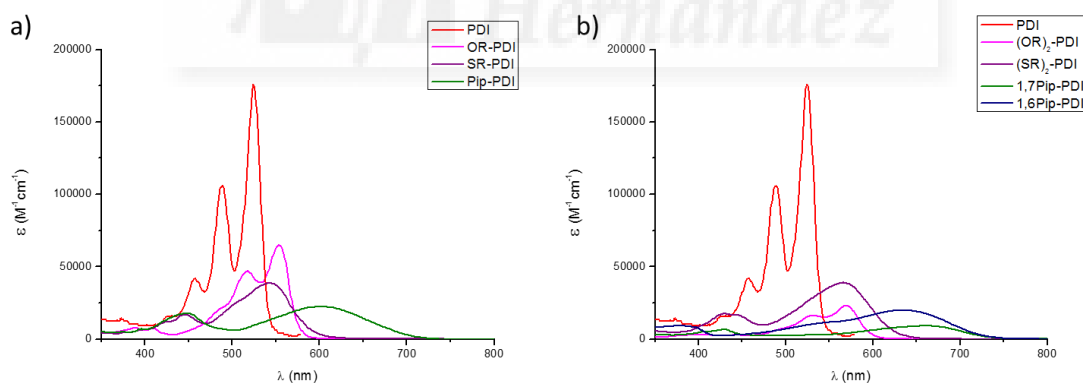 Hernández
a)
PDI
OR-PDI
SR-PDI
Pip-PDI
200000
150000
100000
50000
0
ε (M⁻¹cm⁻¹)
400
500
600
700
800
λ (nm)
b)
PDI
(OR)₂-PDI
(SR)₂-PDI
1,7Pip-PDI
1,6Pip-PDI
200000
150000
100000
50000
0
ε (M⁻¹cm⁻¹)
400
500
600
700
800
λ (nm)